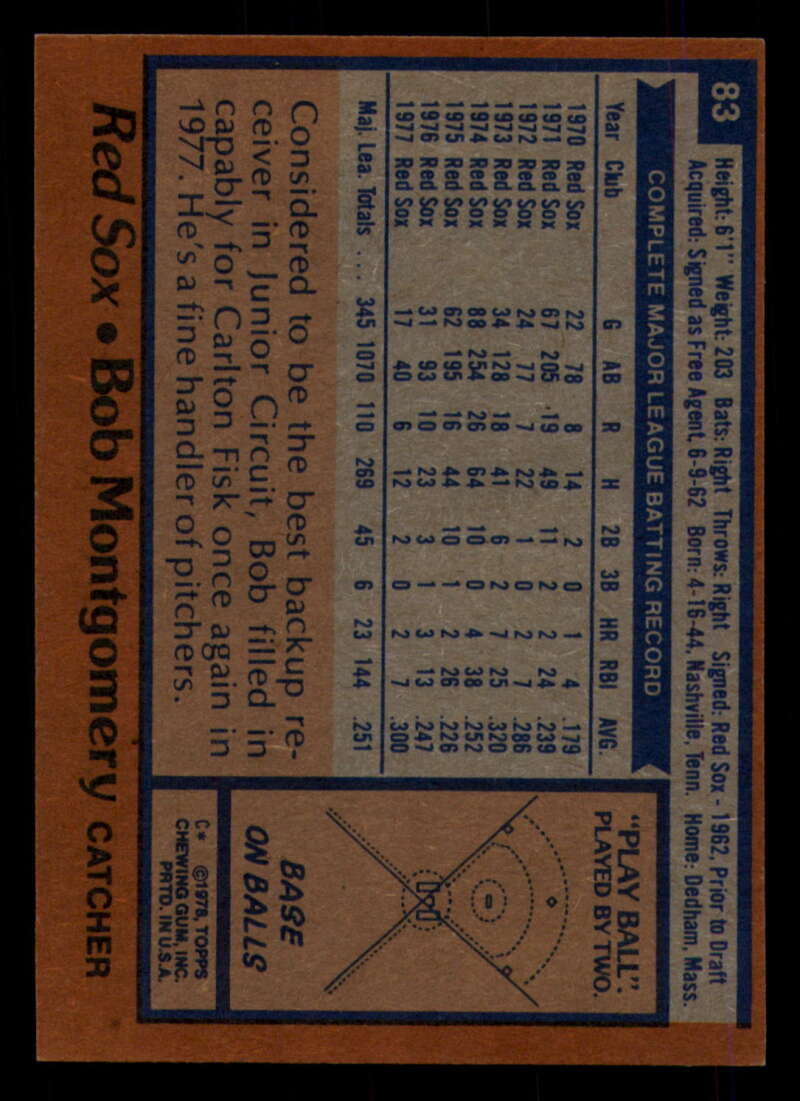 83
Height: 6'1" Weight: 203 Bats: Right Throws: Right Signed: Red Sox - 1962, Prior to Draft
Acquired: Signed as Free Agent, 6-9-62 Born: 4-16-44, Nashville, Tenn. Home: Dedham, Mass.
COMPLETE MAJOR LEAGUE BATTING RECORD
Year Club G AB R H 2B 3B HR RBI AVG.
1970 Red Sox 22 78 8 14 2 0 1 4 .179
1971 Red Sox 67 205 .19 49 11 2 2 24 .239
1972 Red Sox 24 77 7 22 1 0 2 7 .286
1973 Red Sox 34 128 18 41 6 2 7 25 .320
1974 Red Sox 88 254 26 64 10 0 4 38 .252
1975 Red Sox 62 195 16 44 10 1 2 26 .226
1976 Red Sox 31 93 10 23 3 1 3 13 .247
1977 Red Sox 17 40 6 12 2 0 2 7 .300
Maj. Lea. Totals .... 345 1070 110 269 45 6 23 144 .251
Considered to be the best backup re-
ceiver in Junior Circuit, Bob filled in
capably for Carlton Fisk once again in
1977. He's a fine handler of pitchers.
"PLAY BALL":
PLAYED BY TWO.
BASE
ON BALLS
C* ©1978, TOPPS
CHEWING GUM, INC.
PRTD. IN U.S.A.
Red Sox • Bob Montgomery CATCHER